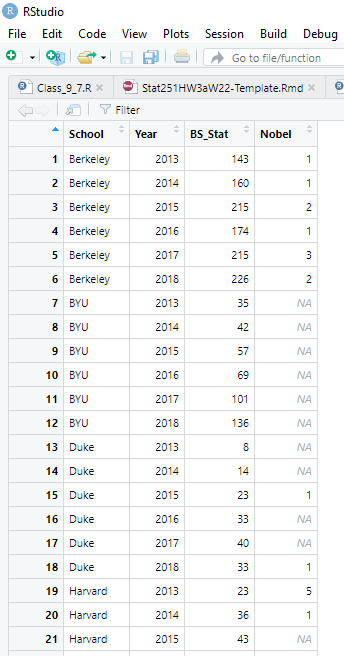 RStudio
File Edit Code View Plots Session Build Debug
Go to file/function
Class_9_7.R Stat251HW3aW22-Template.Rmd
Filter
School Year BS_Stat Nobel
1 Berkeley 2013 143 1
2 Berkeley 2014 160 1
3 Berkeley 2015 215 2
4 Berkeley 2016 174 1
5 Berkeley 2017 215 3
6 Berkeley 2018 226 2
7 BYU 2013 35 NA
8 BYU 2014 42 NA
9 BYU 2015 57 NA
10 BYU 2016 69 NA
11 BYU 2017 101 NA
12 BYU 2018 136 NA
13 Duke 2013 8 NA
14 Duke 2014 14 NA
15 Duke 2015 23 1
16 Duke 2016 33 NA
17 Duke 2017 40 NA
18 Duke 2018 33 1
19 Harvard 2013 23 5
20 Harvard 2014 36 1
21 Harvard 2015 43 NA